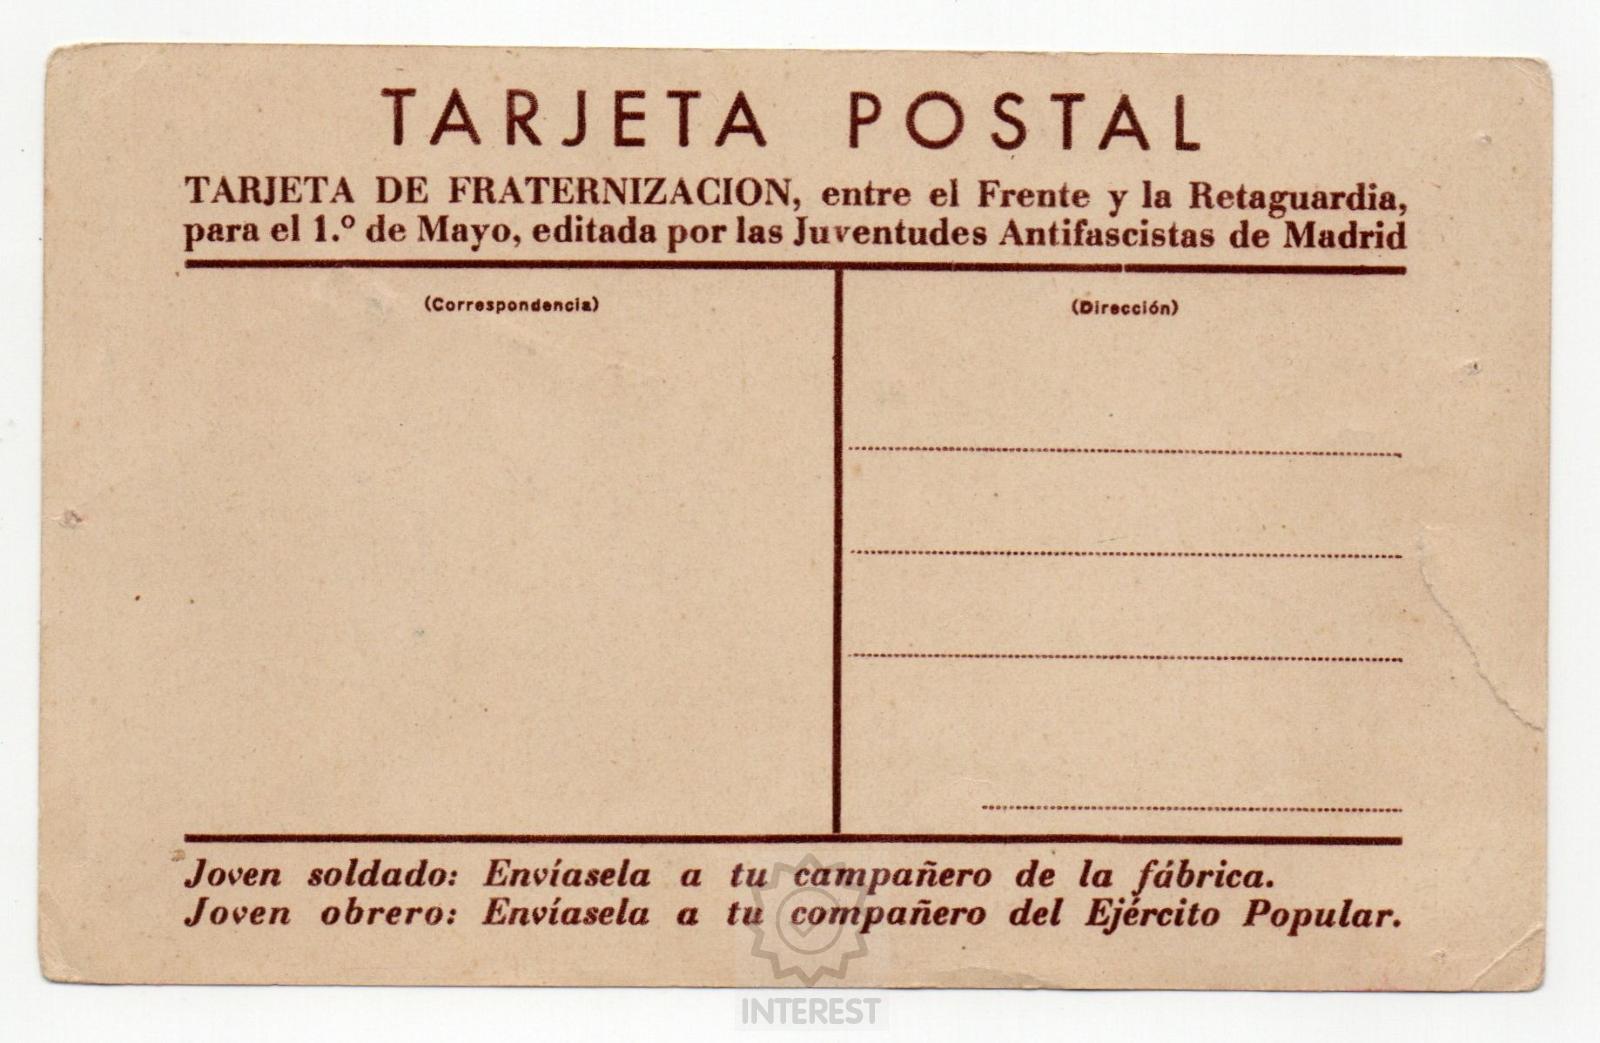 TARJETA POSTAL
TARJETA DE FRATERNIZACION, entre el Frente y la Retaguardia,
para el 1.º de Mayo, editada por las Juventudes Antifascistas de Madrid
(Correspondencia)
(Dirección)
Joven soldado: Envíasela a tu campañero de la fábrica.
Joven obrero: Envíasela a tu compañero del Ejército Popular.
INTEREST